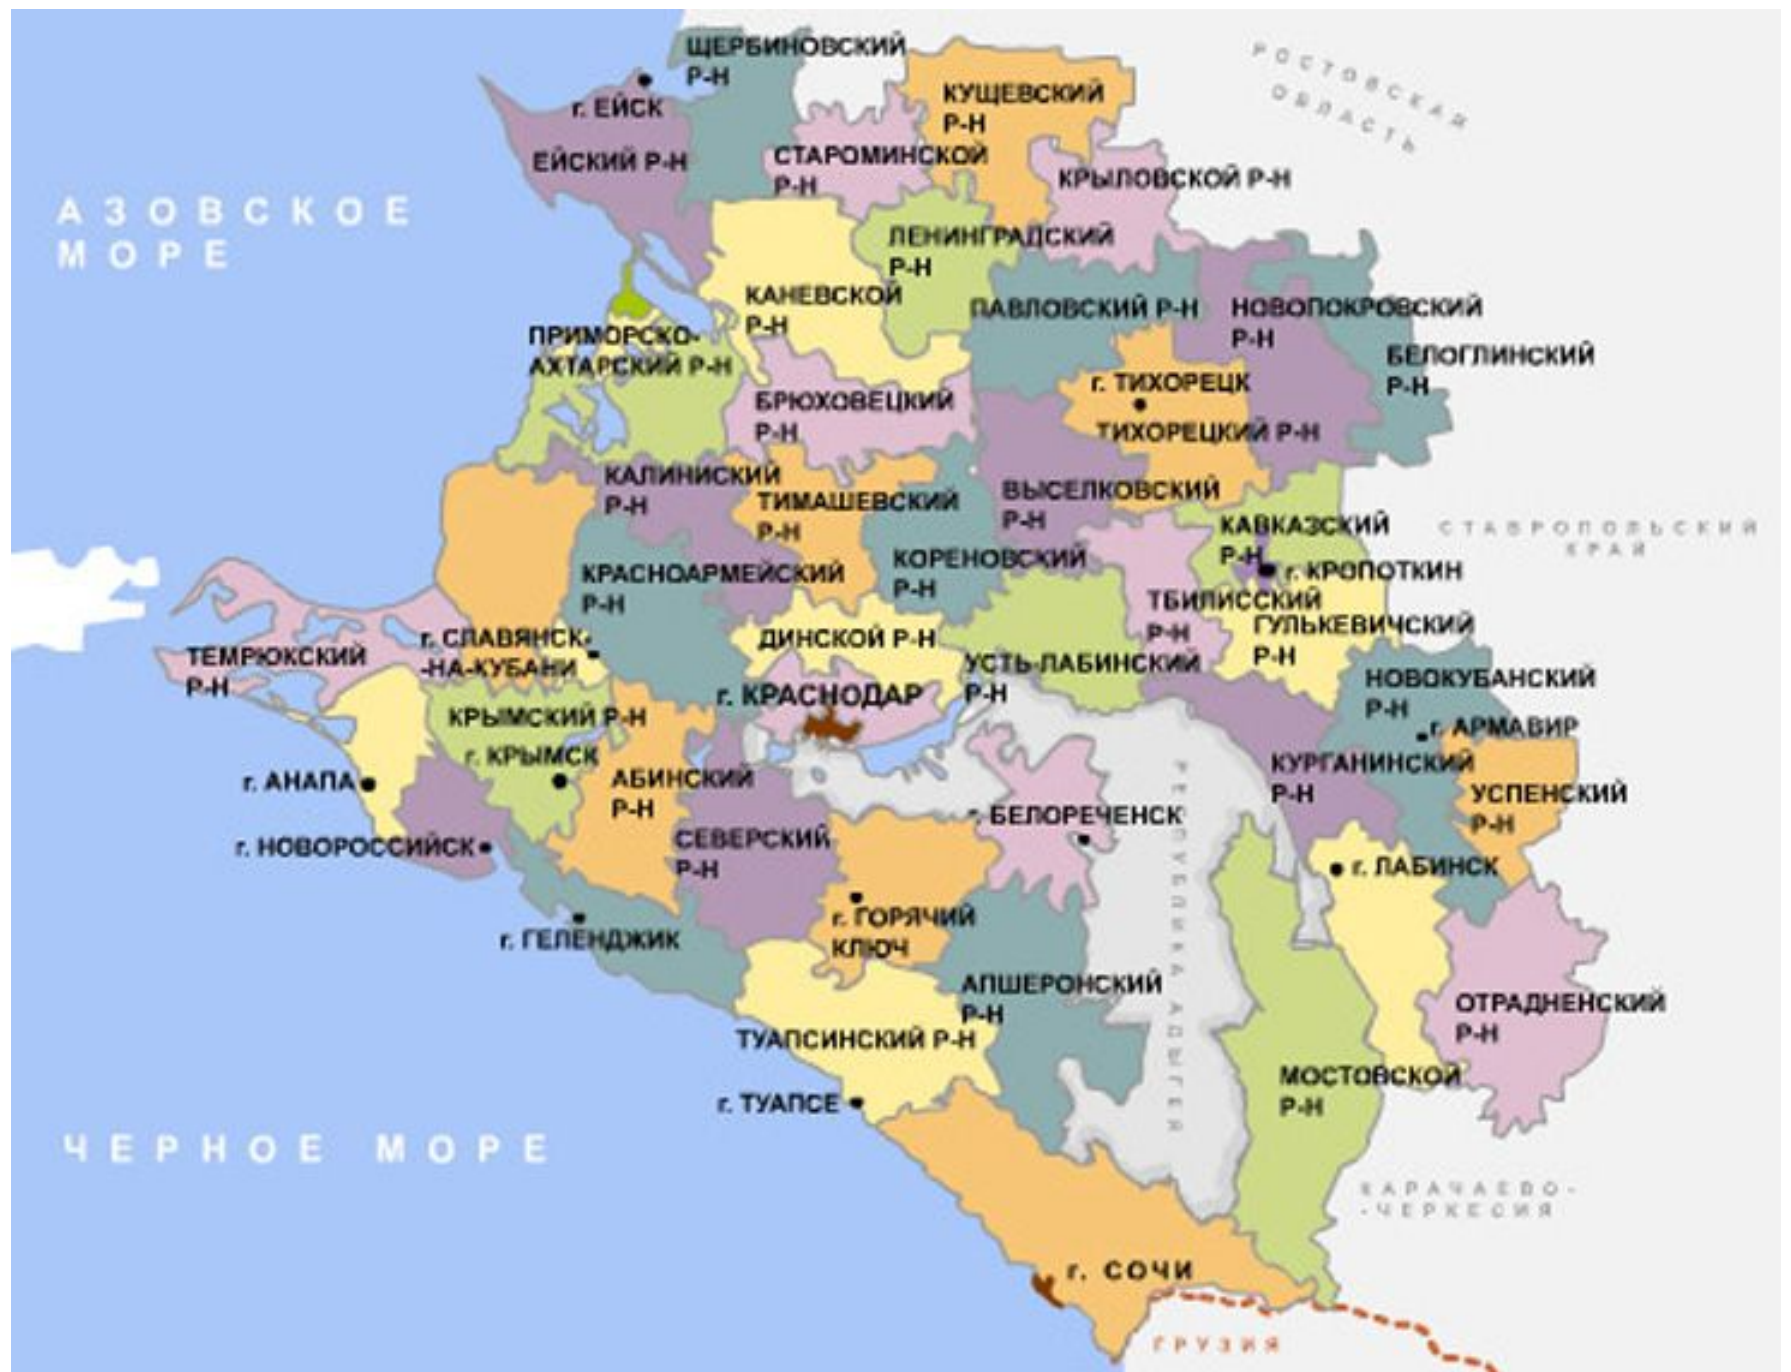 ЩЕРБИНОВСКИЙ
Р-Н
РОСТОВСКАЯ
ОБЛАСТЬ
г. ЕЙСК
КУЩЕВСКИЙ
Р-Н
ЕЙСКИЙ Р-Н
СТАРОМИНСКОЙ
Р-Н
КРЫЛОВСКОЙ Р-Н
АЗОВСКОЕ
МОРЕ
ЛЕНИНГРАДСКИЙ
Р-Н
КАНЕВСКОЙ
Р-Н
ПАВЛОВСКИЙ Р-Н
НОВОПОКРОВСКИЙ
Р-Н
ПРИМОРСКО-
АХТАРСКИЙ Р-Н
БЕЛОГЛИНСКИЙ
Р-Н
г. ТИХОРЕЦК
БРЮХОВЕЦКИЙ
Р-Н
ТИХОРЕЦКИЙ Р-Н
КАЛИНИСКИЙ
Р-Н
ТИМАШЕВСКИЙ
Р-Н
ВЫСЕЛКОВСКИЙ
Р-Н
КАВКАЗСКИЙ
Р-Н
СТАВРОПОЛЬСКИЙ
КРАЙ
КРАСНОАРМЕЙСКИЙ
Р-Н
КОРЕНОВСКИЙ
Р-Н
г. КРОПОТКИН
ТБИЛИССКИЙ
Р-Н
ГУЛЬКЕВИЧСКИЙ
Р-Н
г. СЛАВЯНСК-
-НА-КУБАНИ
ДИНСКОЙ Р-Н
ТЕМРЮКСКИЙ
Р-Н
УСТЬ-ЛАБИНСКИЙ
Р-Н
НОВОКУБАНСКИЙ
Р-Н
г. КРАСНОДАР
КРЫМСКИЙ Р-Н
г. АРМАВИР
г. КРЫМСК
КУРГАНИНСКИЙ
Р-Н
г. АНАПА
АБИНСКИЙ
Р-Н
УСПЕНСКИЙ
Р-Н
г. БЕЛОРЕЧЕНСК
г. НОВОРОССИЙСК
СЕВЕРСКИЙ
Р-Н
г. ЛАБИНСК
РЕСПУБЛИКА АДЫГЕЯ
г. ГОРЯЧИЙ
КЛЮЧ
г. ГЕЛЕНДЖИК
АПШЕРОНСКИЙ
Р-Н
ОТРАДНЕНСКИЙ
Р-Н
ТУАПСИНСКИЙ Р-Н
МОСТОВСКОЙ
Р-Н
г. ТУАПСЕ
ЧЕРНОЕ МОРЕ
КАРАЧАЕВО-
-ЧЕРКЕСИЯ
г. СОЧИ
ГРУЗИЯ